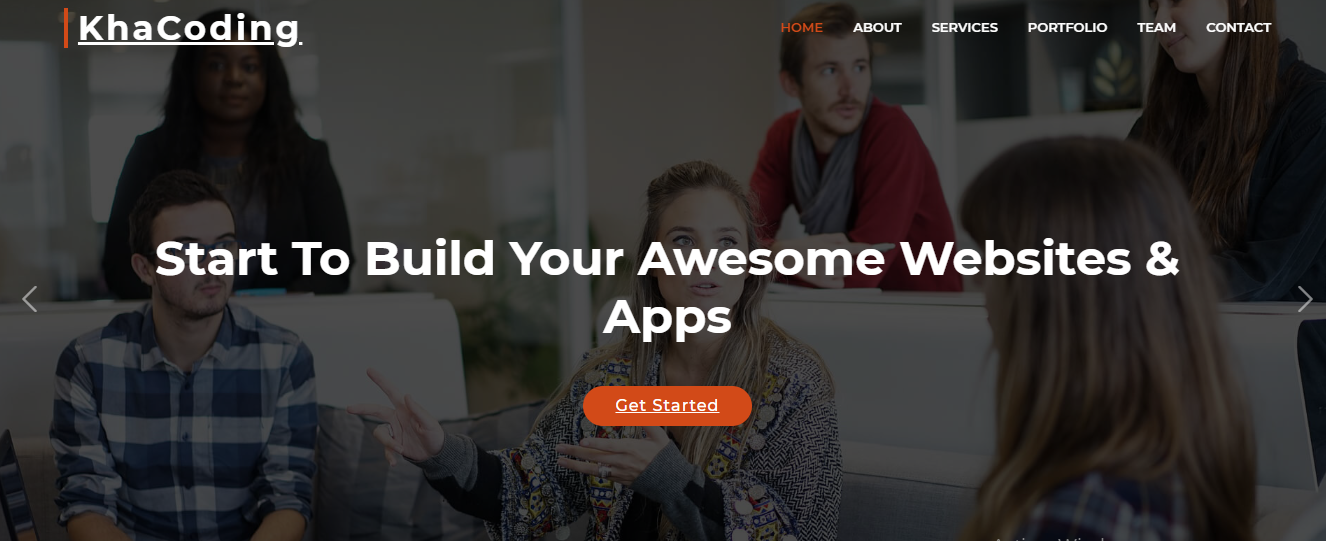 KhaCoding
HOME ABOUT SERVICES PORTFOLIO TEAM CONTACT
Start To Build Your Awesome Websites &
Apps
Get Started